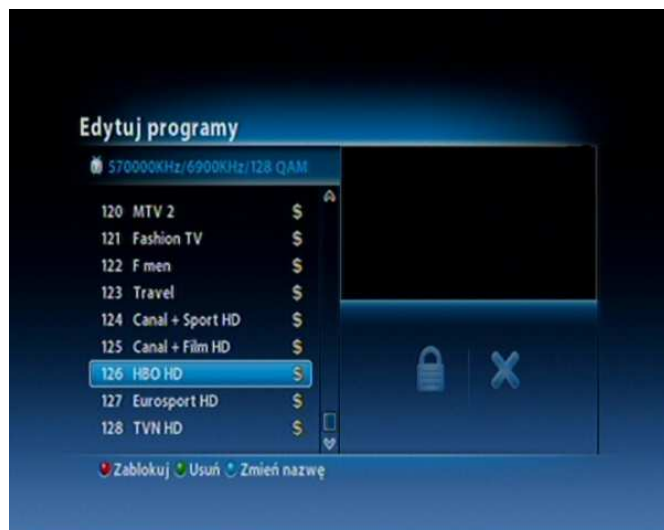 Edytuj programy
570000KHz/6900KHz/128 QAM
120 MTV 2 $
121 Fashion TV $
122 F men $
123 Travel $
124 Canal + Sport HD $
125 Canal + Film HD $
126 HBO HD $
127 Eurosport HD $
128 TVN HD $
Zablokuj Usuń Zmień nazwę